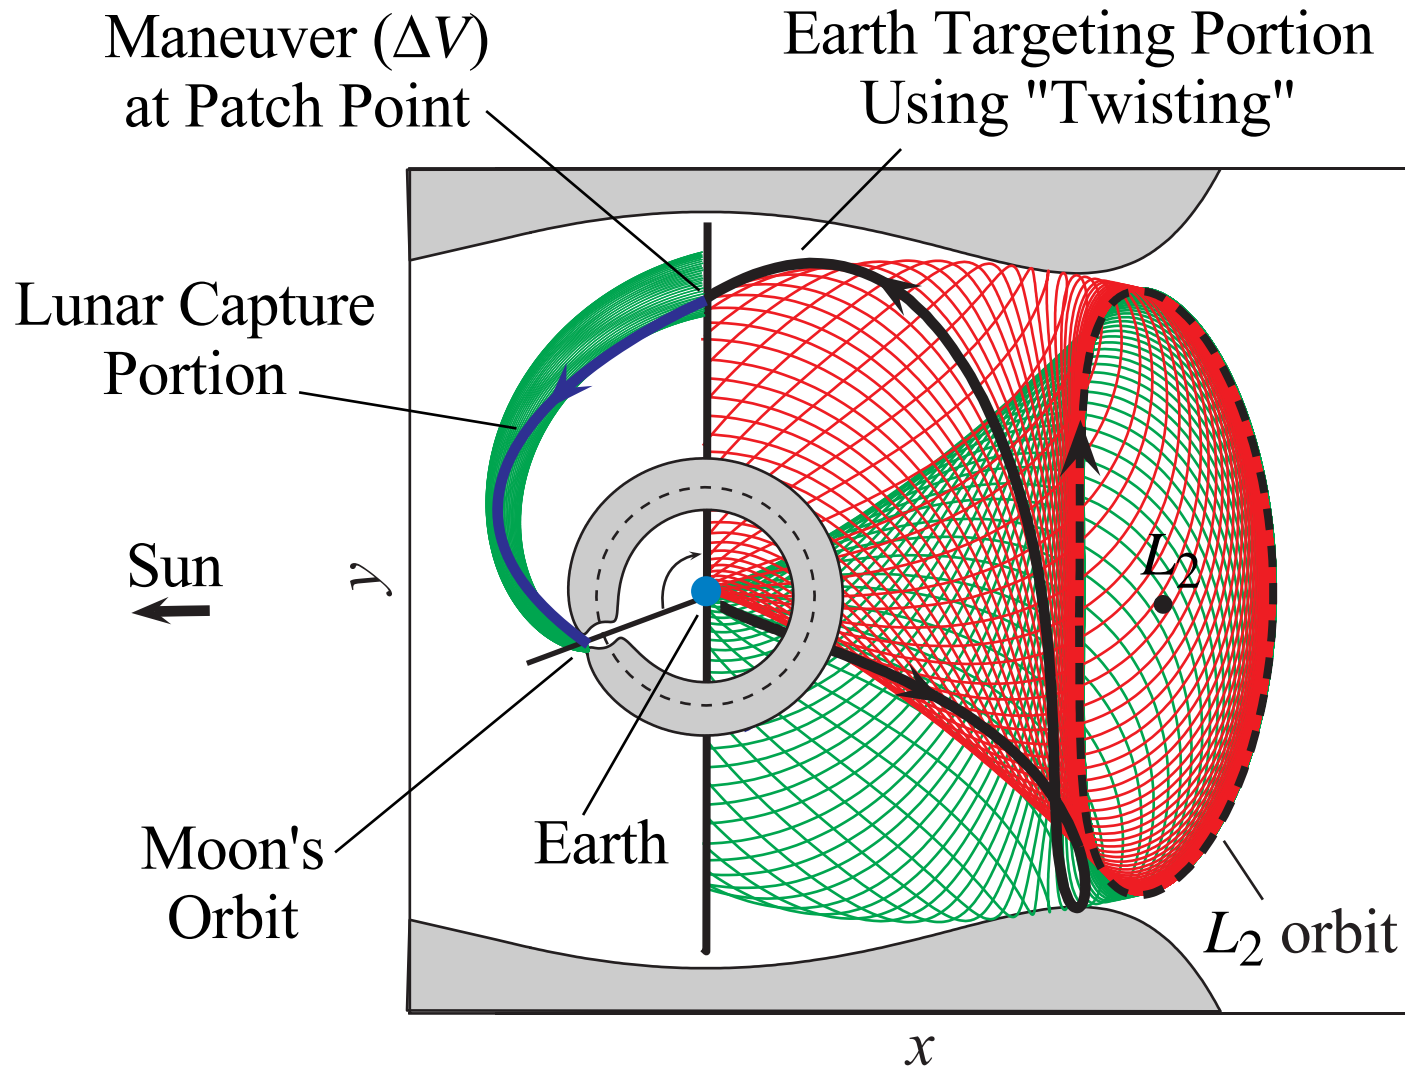 Maneuver (ΔV)
at Patch Point
Earth Targeting Portion
Using "Twisting"
Lunar Capture
Portion
Sun
y
L2
Moon's
Orbit
Earth
L2 orbit
x